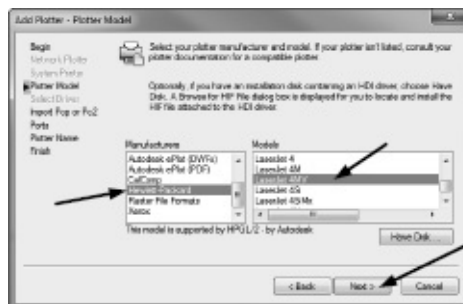 Add Plotter - Plotter Model
Begin
Network Plotter
System Printer
Plotter Model
Select Driver
Import Pcp or Pc2
Ports
Plotter Name
Finish
Select your plotter manufacturer and model. If your plotter isn't listed, consult your
plotter documentation for a compatible plotter.
Optionally, if you have an installation disk containing an HDI driver, choose Have
Disk. A Browse for HIF File dialog box is displayed for you to locate and install the
HIF file attached to the HDI driver.
Manufacturers
Models
Autodesk ePlot (DWFx)
Autodesk ePlot (PDF)
CalComp
Hewlett-Packard
Raster File Formats
Xerox
LaserJet 4
LaserJet 4M
LaserJet 4MV
LaserJet 4Si
LaserJet 4SiMx
This model is supported by HPGL/2 - by Autodesk
Have Disk...
< Back
Next >
Cancel